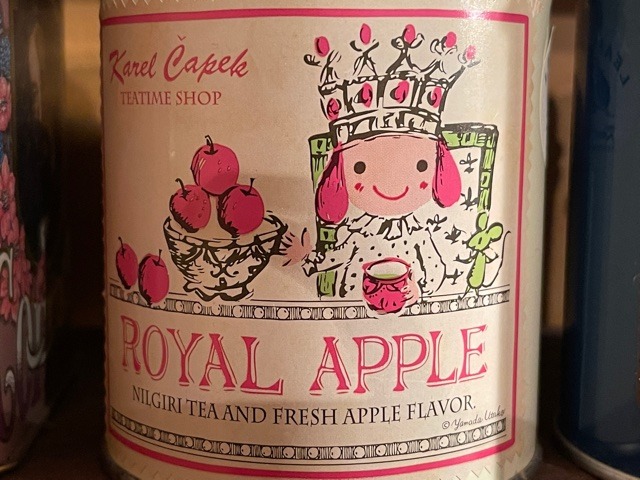 Karel Čapek
TEATIME SHOP
ROYAL APPLE
NILGIRI TEA AND FRESH APPLE FLAVOR.
© Yamada Utako